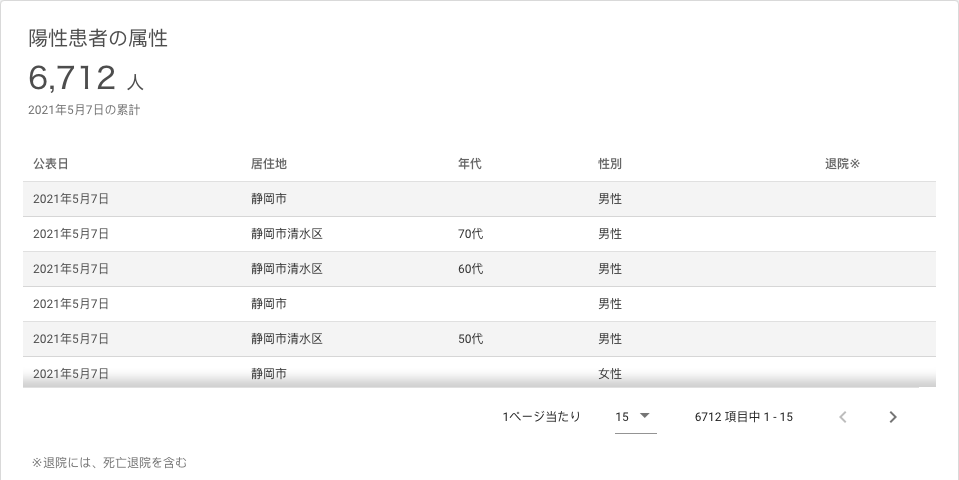 陽性患者の属性
6,712 人
2021年5月7日の累計
公表日 居住地 年代 性別 退院※
2021年5月7日 静岡市 男性
2021年5月7日 静岡市清水区 70代 男性
2021年5月7日 静岡市清水区 60代 男性
2021年5月7日 静岡市 男性
2021年5月7日 静岡市清水区 50代 男性
2021年5月7日 静岡市 女性
1ページ当たり 15 6712 項目中 1 - 15
※退院には、死亡退院を含む